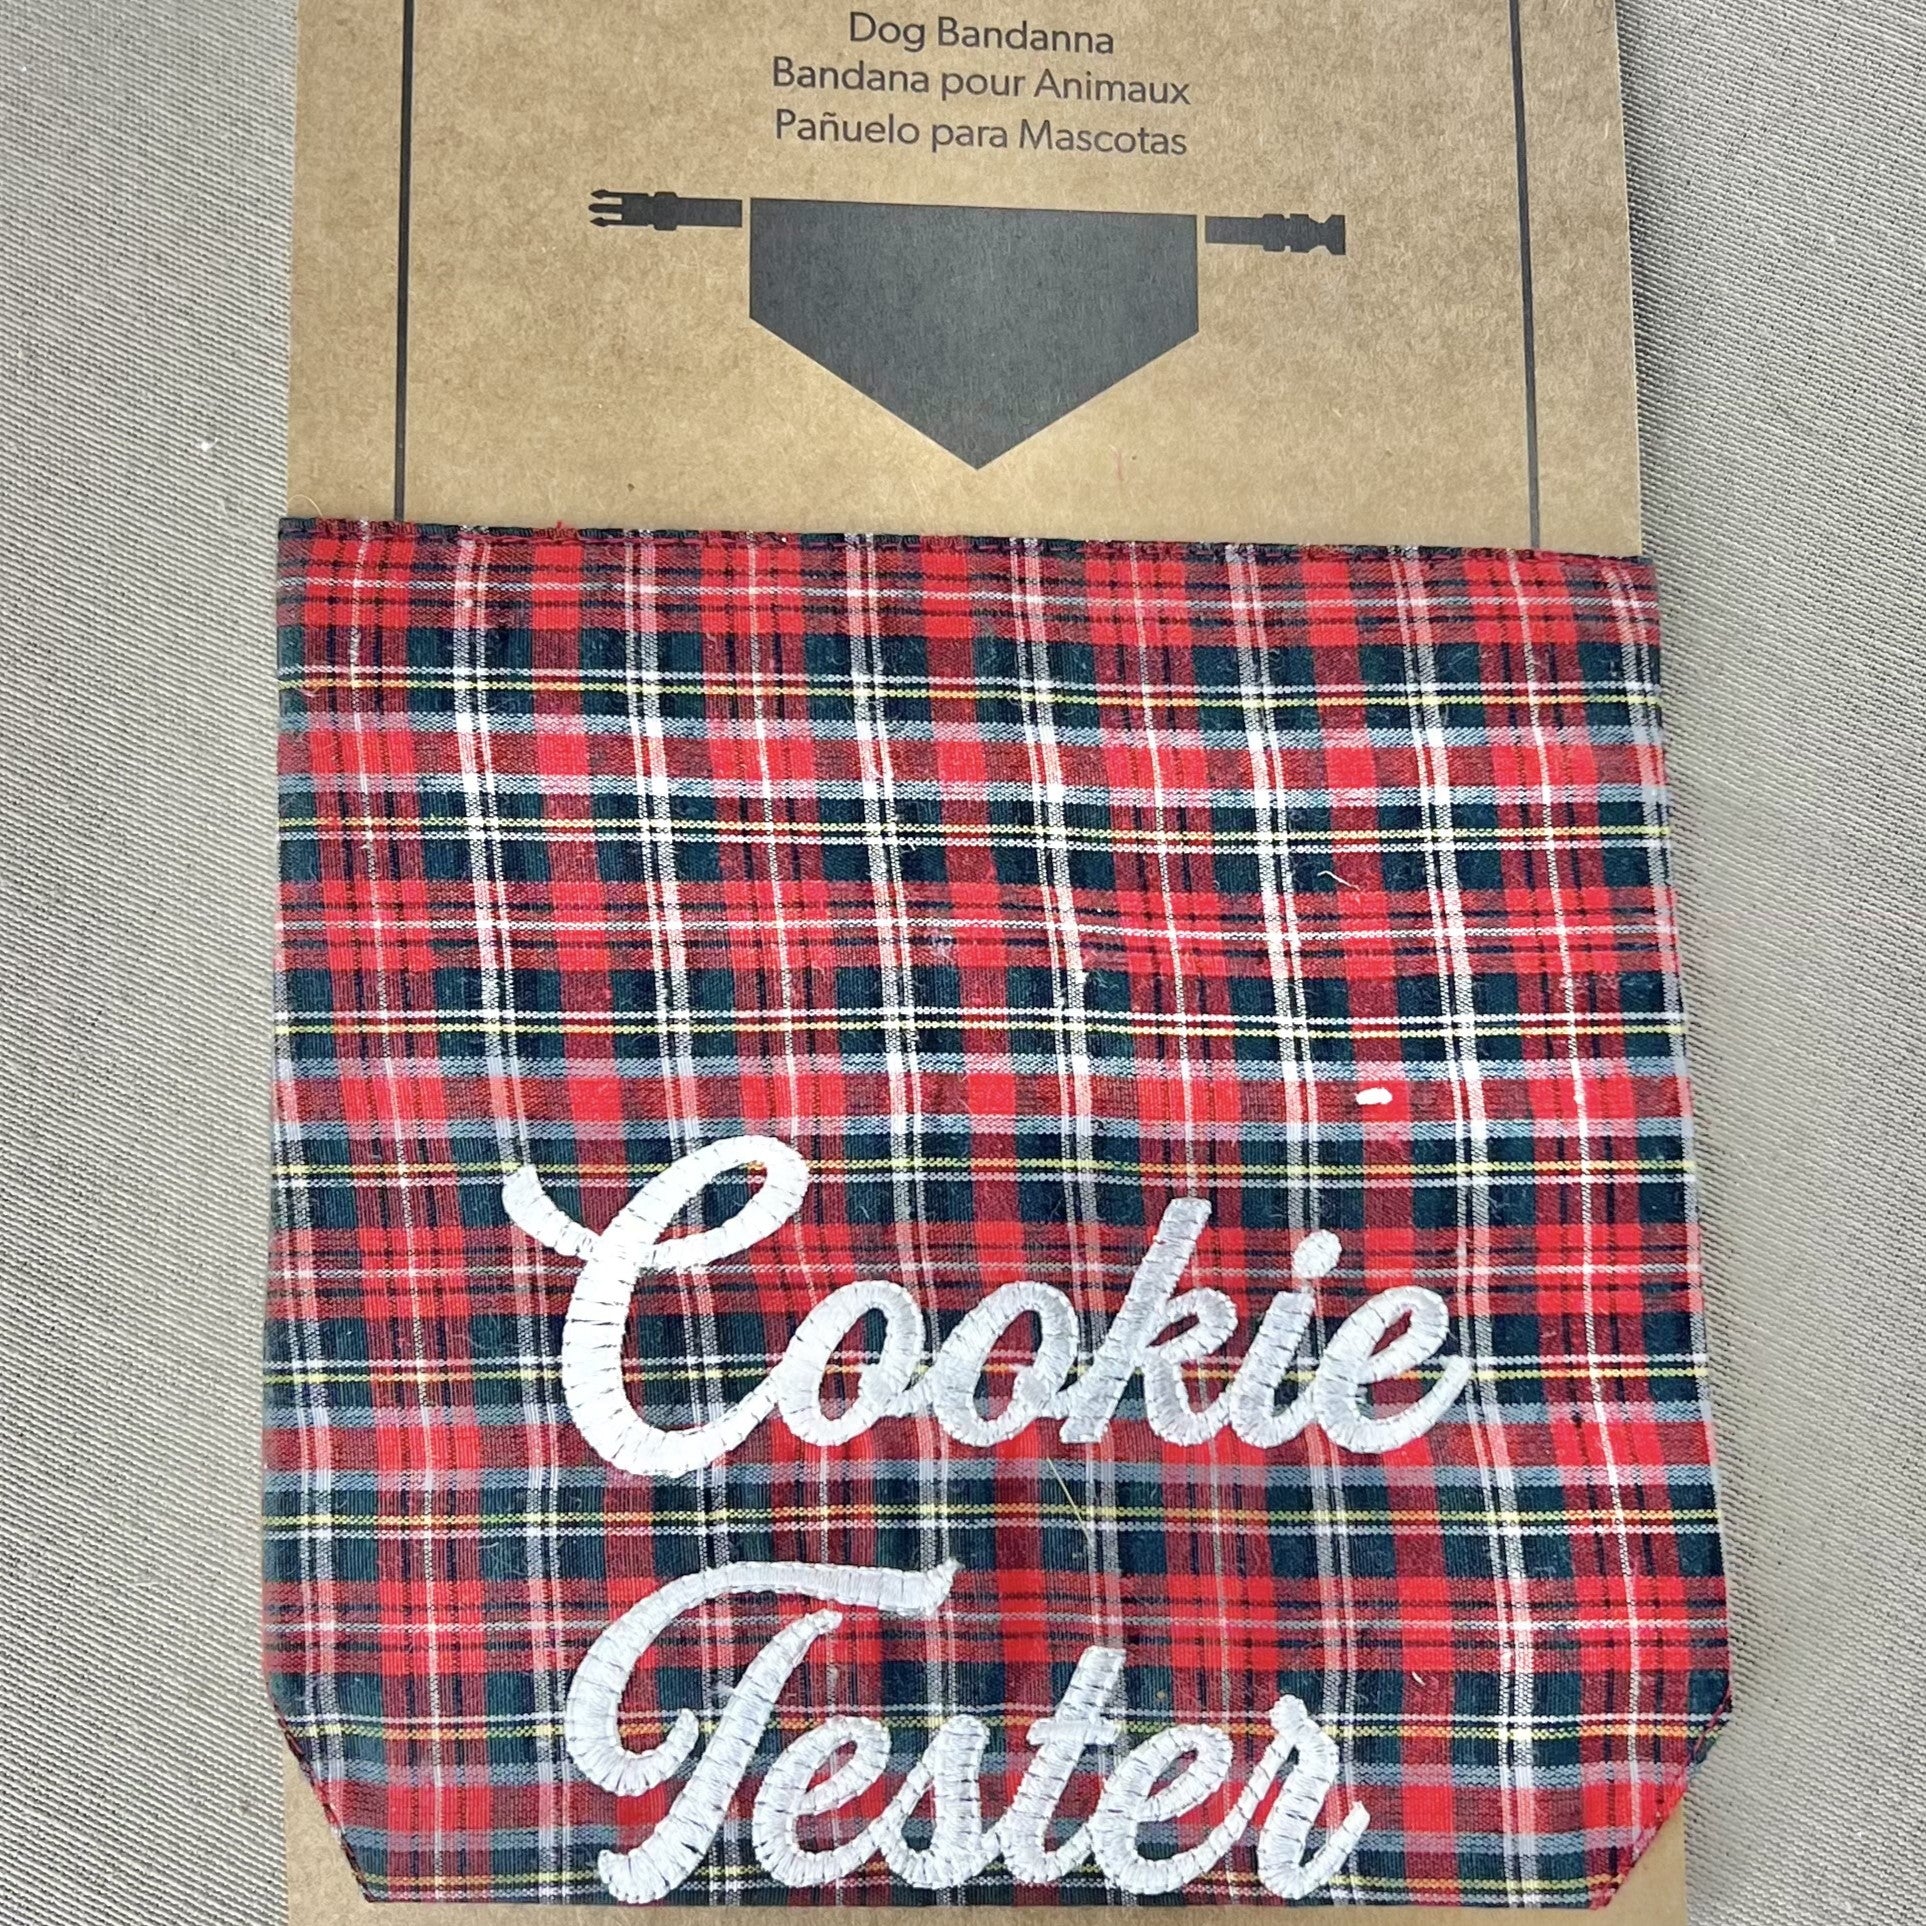 Dog Bandanna
Bandana pour Animaux
Pañuelo para Mascotas
Cookie
Tester